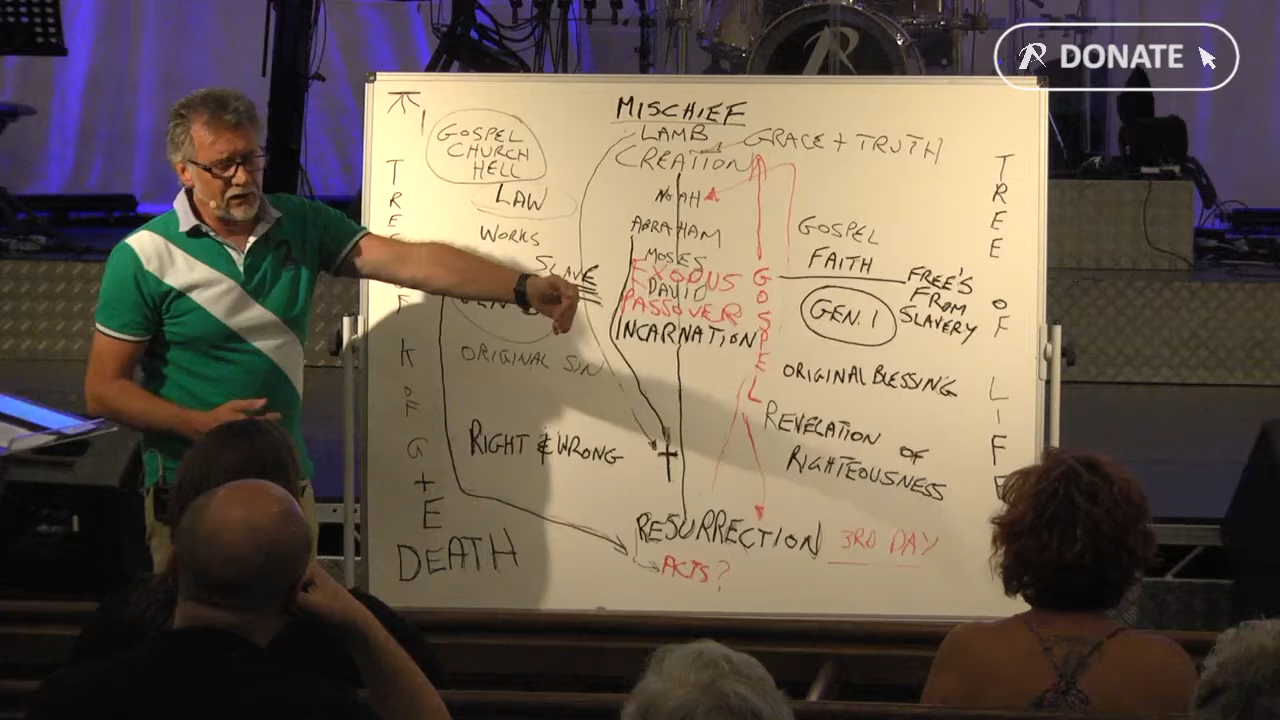 DONATE
MISCHIEF
LAMB
CREATION
GRACE + TRUTH
GOSPEL
CHURCH
HELL
LAW
WORKS
SLAVE
ORIGINAL SIN
RIGHT & WRONG
NOAH
ABRAHAM
MOSES
EXODUS
DAVID
PASSOVER
INCARNATION
RESURRECTION
3RD DAY
ACTS?
GOSPEL
GOSPEL
FAITH
GEN. 1
FREE'S
FROM
SLAVERY
ORIGINAL BLESSING
REVELATION OF
RIGHTEOUSNESS
K
OF
G
+
E
DEATH
TREE
OF
LIFE